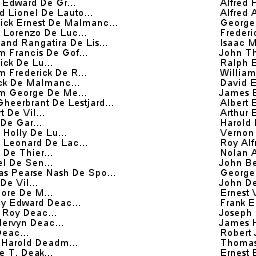 Edward De Gr... Alfred H
d Lionel De Lauto... Alfred A
ick Ernest De Malmanc... George
and Rangatira De Lis... Isaac M
Lorenzo De Luc... Frederic
m Francis De Gof... John Th
ick De Lu... Ralph E
m Frederick De R... William
ck De Malmanc... David E
m George De Me... James E
Gheerbrant De Lestjard... Albert E
rt De Vil... Arthur E
De Gar... Harold I
Holly De Lu... Vernon
Leonard De Lac... Roy Alf
De Thier... Nolan A
el De Sen... John Be
as Pearse Nash De Spo... George
De Vil... John De
ore De M... Ernest V
y Edward Deac... Frank E
Roy Deac... Joseph
Mervyn Deac... James H
Deac... Robert J
Harold Deadm... Thomas
e T. Deak... Ernest